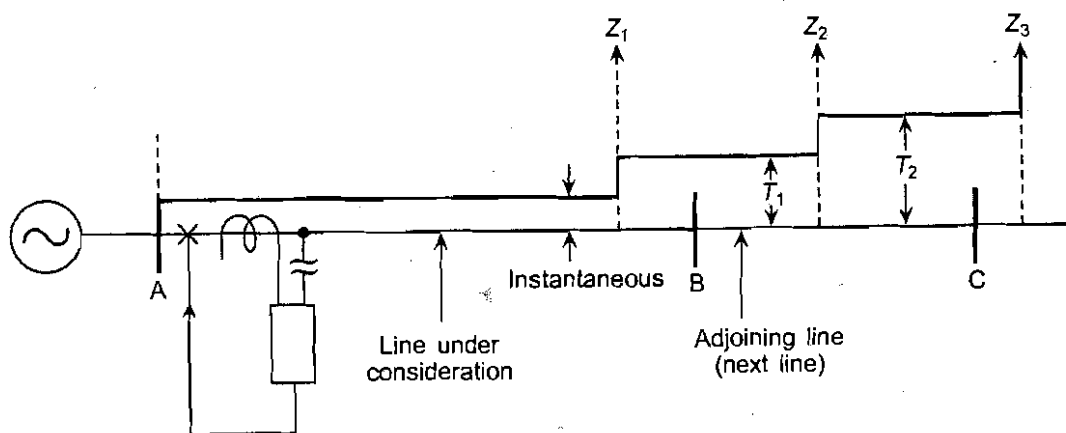 Z₁
Z₂
Z₃
T₁
T₂
A
B
C
Instantaneous
Line under
consideration
Adjoining line
(next line)